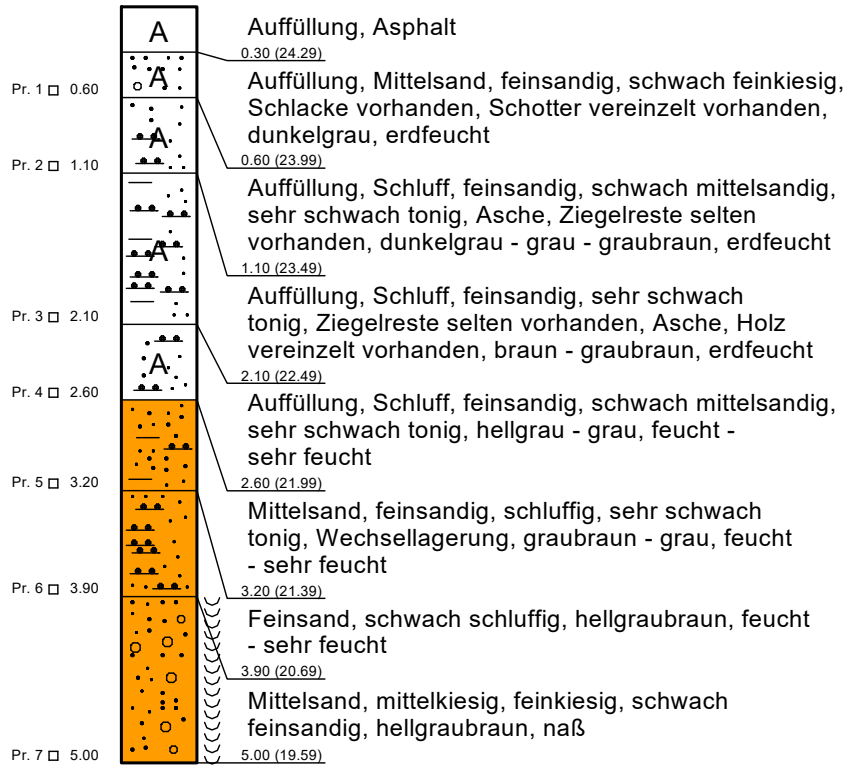 A
Auffüllung, Asphalt
0.30 (24.29)
A
Pr. 1 0.60
Auffüllung, Mittelsand, feinsandig, schwach feinkiesig,
Schlacke vorhanden, Schotter vereinzelt vorhanden,
dunkelgrau, erdfeucht
0.60 (23.99)
A
Pr. 2 1.10
Auffüllung, Schluff, feinsandig, schwach mittelsandig,
sehr schwach tonig, Asche, Ziegelreste selten
vorhanden, dunkelgrau - grau - graubraun, erdfeucht
1.10 (23.49)
A
Pr. 3 2.10
Auffüllung, Schluff, feinsandig, sehr schwach
tonig, Ziegelreste selten vorhanden, Asche, Holz
vereinzelt vorhanden, braun - graubraun, erdfeucht
2.10 (22.49)
A
Pr. 4 2.60
Auffüllung, Schluff, feinsandig, schwach mittelsandig,
sehr schwach tonig, hellgrau - grau, feucht -
sehr feucht
2.60 (21.99)
Pr. 5 3.20
Mittelsand, feinsandig, schluffig, sehr schwach
tonig, Wechsellagerung, graubraun - grau, feucht
- sehr feucht
3.20 (21.39)
Pr. 6 3.90
Feinsand, schwach schluffig, hellgraubraun, feucht
- sehr feucht
3.90 (20.69)
Mittelsand, mittelkiesig, feinkiesig, schwach
feinsandig, hellgraubraun, naß
Pr. 7 5.00
5.00 (19.59)